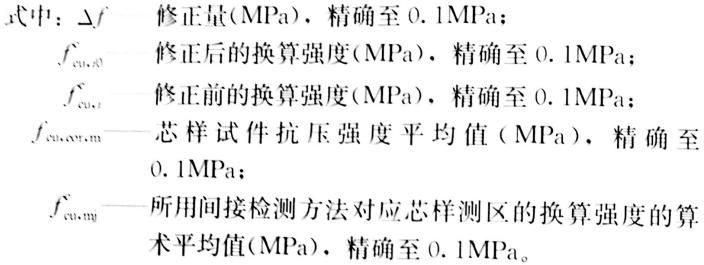 式中：Δf——修正量(MPa)，精确至0.1MPa；
f^c_{cu,i0}——修正后的换算强度(MPa)，精确至0.1MPa；
f^c_{cu,i}——修正前的换算强度(MPa)，精确至0.1MPa；
f_{cu,cor,m}——芯样试件抗压强度平均值(MPa)，精确至
0.1MPa；
f^c_{cu,mj}——所用间接检测方法对应芯样测区的换算强度的算
术平均值(MPa)，精确至0.1MPa。